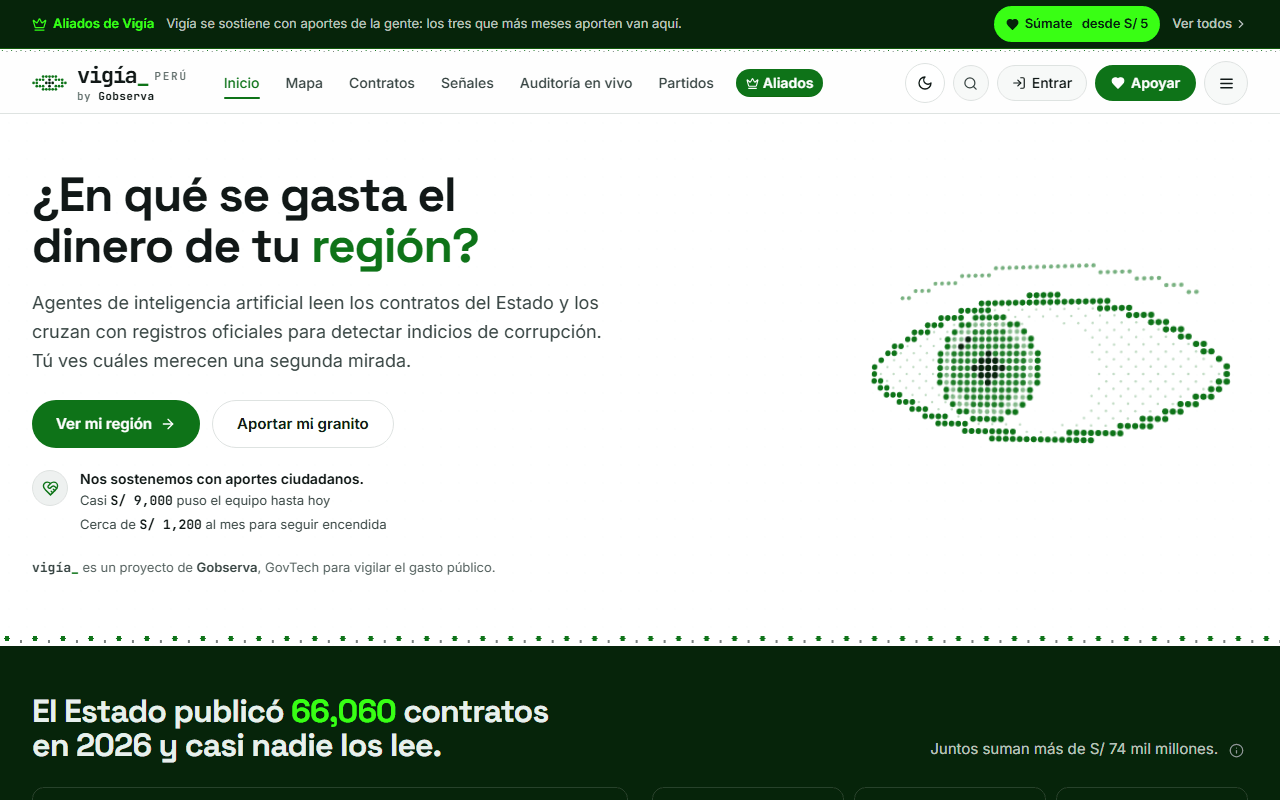 Aliados de Vigía Vigía se sostiene con aportes de la gente: los tres que más meses aporten van aquí. Súmate desde S/ 5 Ver todos
vigía_ PERÚ
by Gobserva
Inicio Mapa Contratos Señales Auditoría en vivo Partidos Aliados Entrar Apoyar
¿En qué se gasta el
dinero de tu región?
Agentes de inteligencia artificial leen los contratos del Estado y los
cruzan con registros oficiales para detectar indicios de corrupción.
Tú ves cuáles merecen una segunda mirada.
Ver mi región → Aportar mi granito
Nos sostenemos con aportes ciudadanos.
Casi S/ 9,000 puso el equipo hasta hoy
Cerca de S/ 1,200 al mes para seguir encendida
vigía_ es un proyecto de Gobserva, GovTech para vigilar el gasto público.
El Estado publicó 66,060 contratos
en 2026 y casi nadie los lee.
Juntos suman más de S/ 74 mil millones.